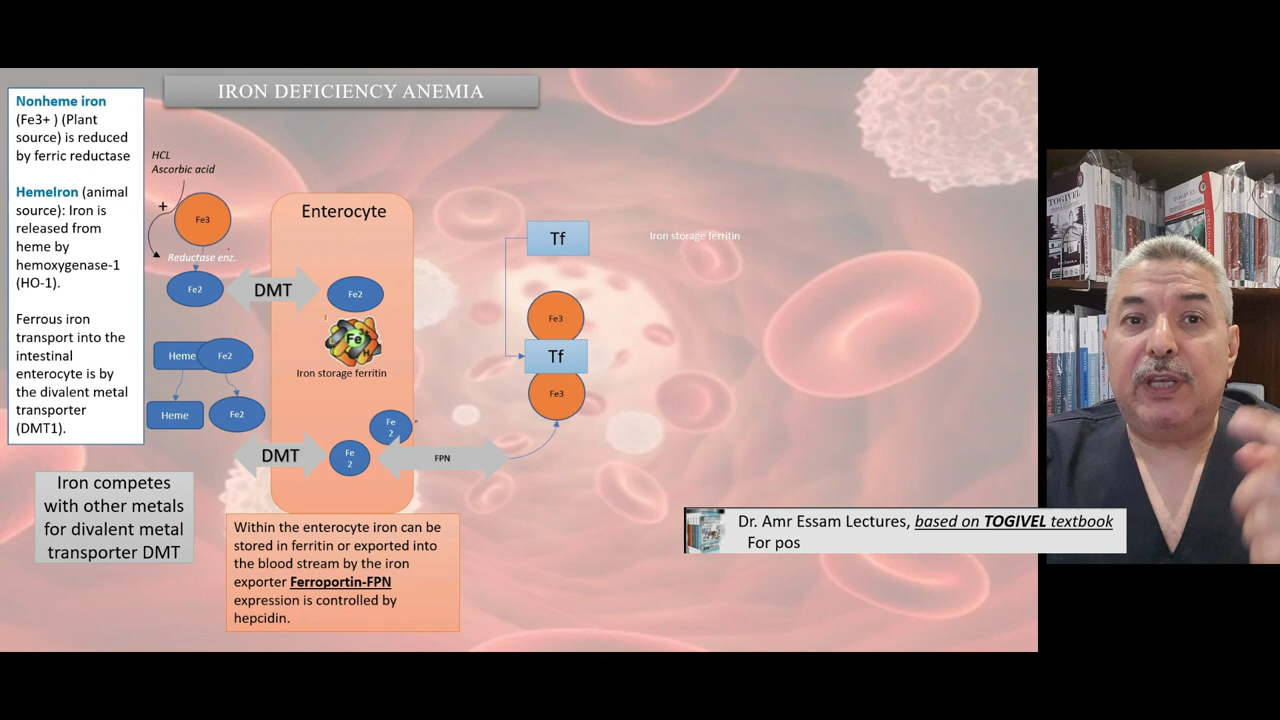 IRON DEFICIENCY ANEMIA
Nonheme iron
(Fe3+ ) (Plant
source) is reduced
by ferric reductase
HemeIron (animal
source): Iron is
released from
heme by
hemoxygenase-1
(HO-1).
Ferrous iron
transport into the
intestinal
enterocyte is by
the divalent metal
transporter
(DMT1).
HCL
Ascorbic acid
+
Fe3
Reductase enz.
Fe2
DMT
Enterocyte
Fe2
Fe
Iron storage ferritin
Heme
Fe2
Heme
Fe2
DMT
Fe
2
Fe
2
FPN
Tf
Fe3
Tf
Fe3
Iron storage ferritin
Iron competes
with other metals
for divalent metal
transporter DMT
Within the enterocyte iron can be
stored in ferritin or exported into
the blood stream by the iron
exporter Ferroportin-FPN
expression is controlled by
hepcidin.
Dr. Amr Essam Lectures, based on TOGIVEL textbook
For pos
TOGIVEL
TOGIVEL